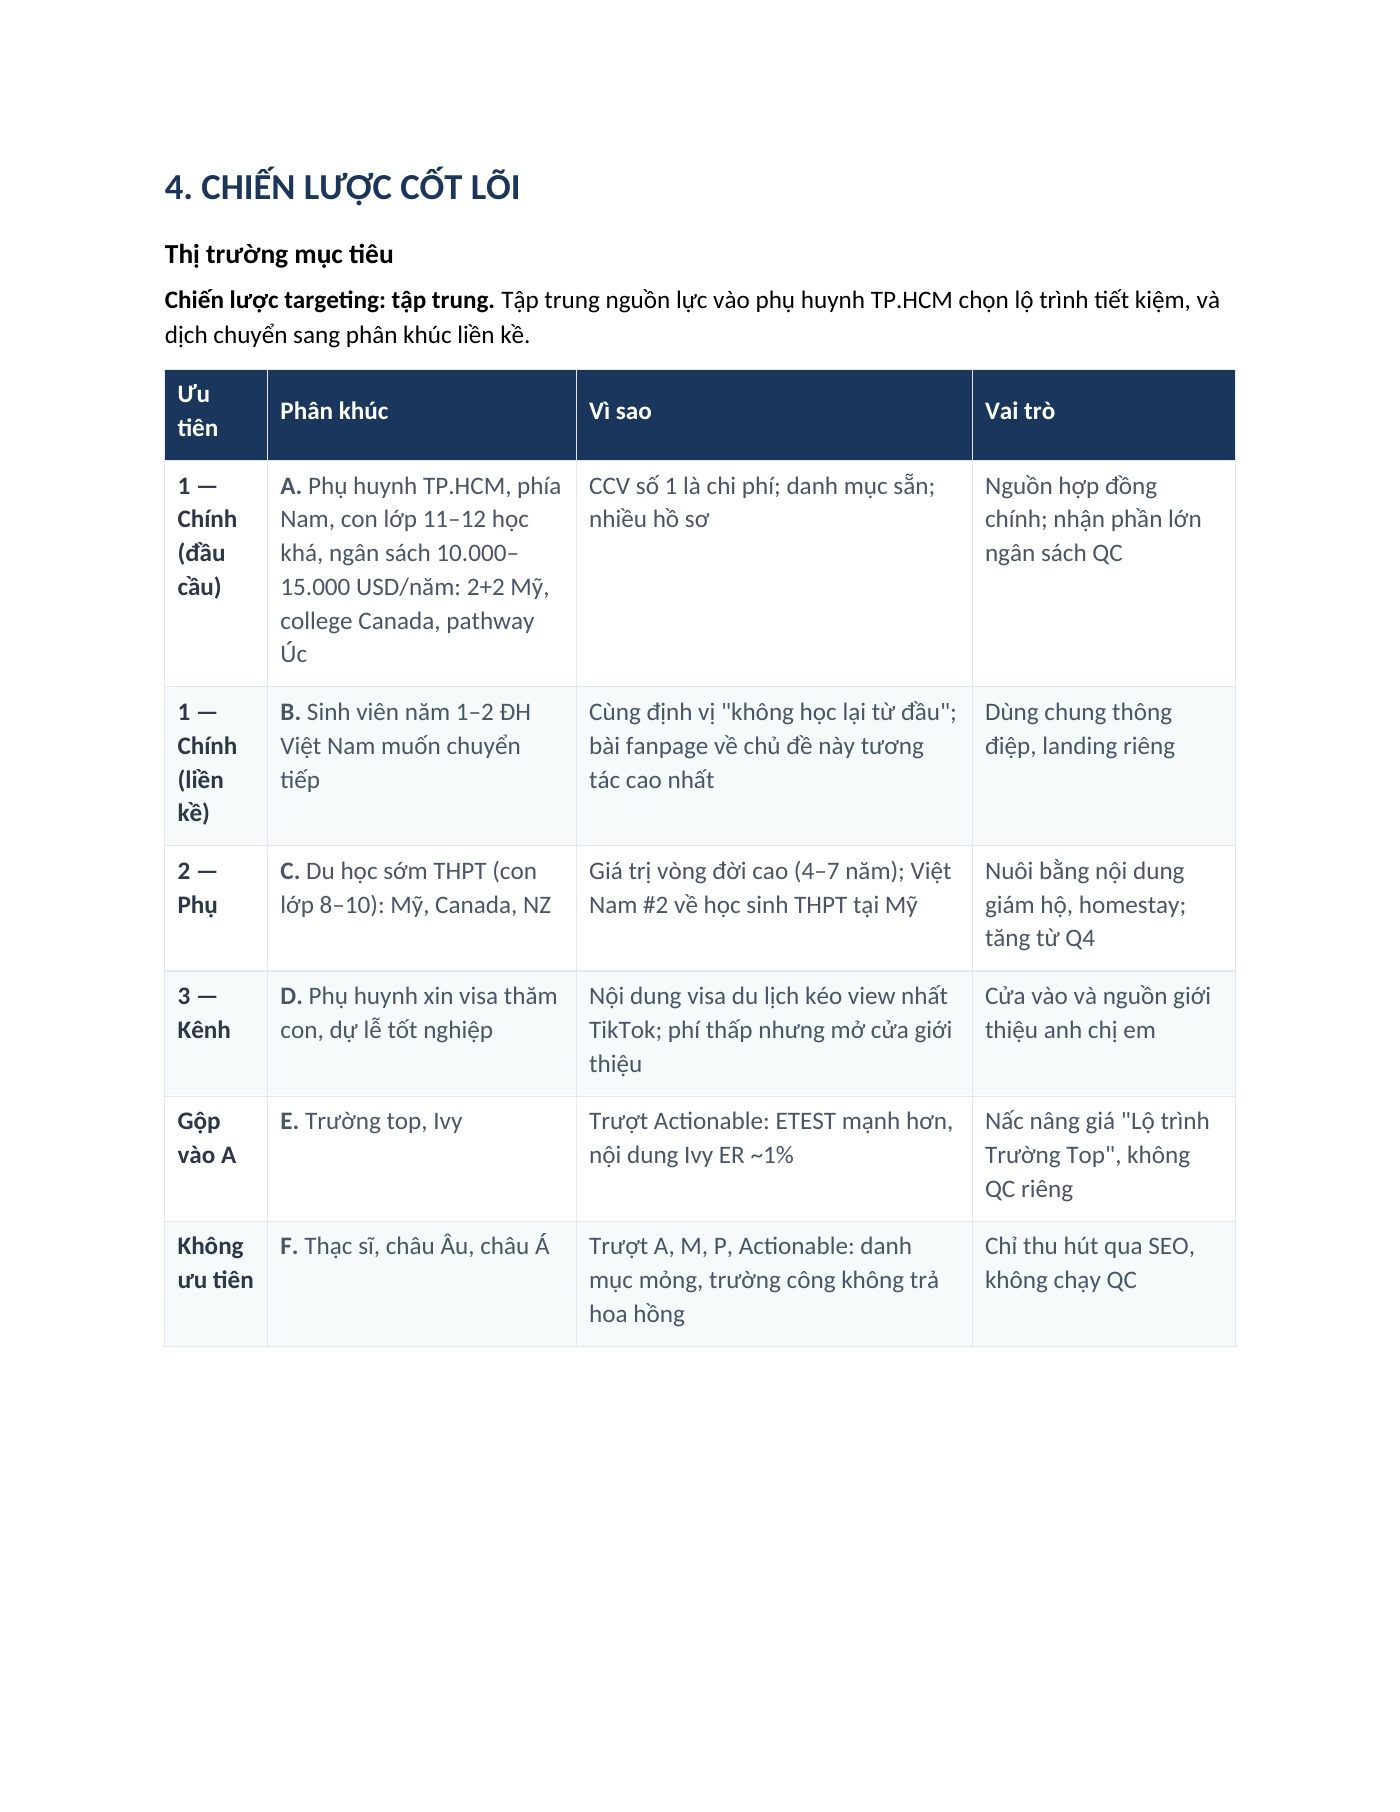 4. CHIẾN LƯỢC CỐT LÕI
Thị trường mục tiêu
Chiến lược targeting: tập trung. Tập trung nguồn lực vào phụ huynh TP.HCM chọn lộ trình tiết kiệm, và
dịch chuyển sang phân khúc liền kề.
Ưu
tiên
Phân khúc
Vì sao
Vai trò
1 —
Chính
(đầu
cầu)
A. Phụ huynh TP.HCM, phía
Nam, con lớp 11–12 học
khá, ngân sách 10.000–
15.000 USD/năm: 2+2 Mỹ,
college Canada, pathway
Úc
CCV số 1 là chi phí; danh mục sẵn;
nhiều hồ sơ
Nguồn hợp đồng
chính; nhận phần lớn
ngân sách QC
1 —
Chính
(liền
kề)
B. Sinh viên năm 1–2 ĐH
Việt Nam muốn chuyển
tiếp
Cùng định vị "không học lại từ đầu";
bài fanpage về chủ đề này tương
tác cao nhất
Dùng chung thông
điệp, landing riêng
2 —
Phụ
C. Du học sớm THPT (con
lớp 8–10): Mỹ, Canada, NZ
Giá trị vòng đời cao (4–7 năm); Việt
Nam #2 về học sinh THPT tại Mỹ
Nuôi bằng nội dung
giám hộ, homestay;
tăng từ Q4
3 —
Kênh
D. Phụ huynh xin visa thăm
con, dự lễ tốt nghiệp
Nội dung visa du lịch kéo view nhất
TikTok; phí thấp nhưng mở cửa giới
thiệu
Cửa vào và nguồn giới
thiệu anh chị em
Gộp
vào A
E. Trường top, Ivy
Trượt Actionable: ETEST mạnh hơn,
nội dung Ivy ER ~1%
Nấc nâng giá "Lộ trình
Trường Top", không
QC riêng
Không
ưu tiên
F. Thạc sĩ, châu Âu, châu Á
Trượt A, M, P, Actionable: danh
mục mỏng, trường công không trả
hoa hồng
Chỉ thu hút qua SEO,
không chạy QC